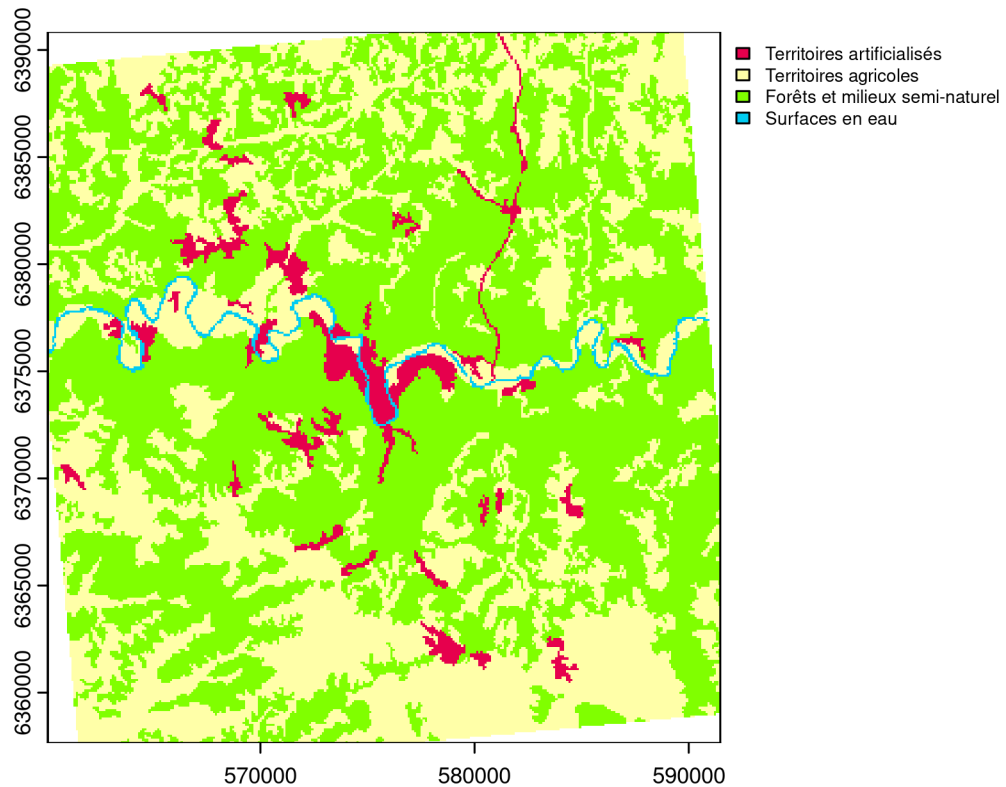 Territoires artificialisés
Territoires agricoles
Forêts et milieux semi-naturel
Surfaces en eau
6390000
6385000
6380000
6375000
6370000
6365000
6360000
570000
580000
590000